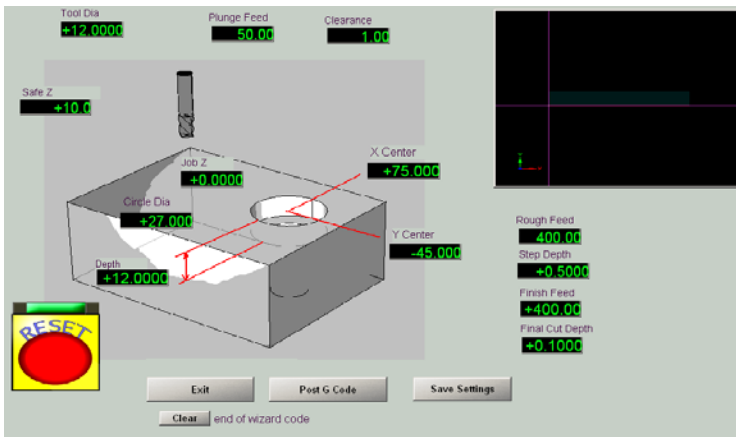 Tool Dia
+12.0000
Plunge Feed
50.00
Clearance
1.00
Safe Z
+10.0
Job Z
+0.0000
X Center
+75.000
Circle Dia
+27.000
Y Center
-45.000
Depth
+12.0000
Rough Feed
400.00
Step Depth
+0.5000
Finish Feed
+400.00
Final Cut Depth
+0.1000
RESET
Exit
Post G Code
Save Settings
Clear end of wizard code